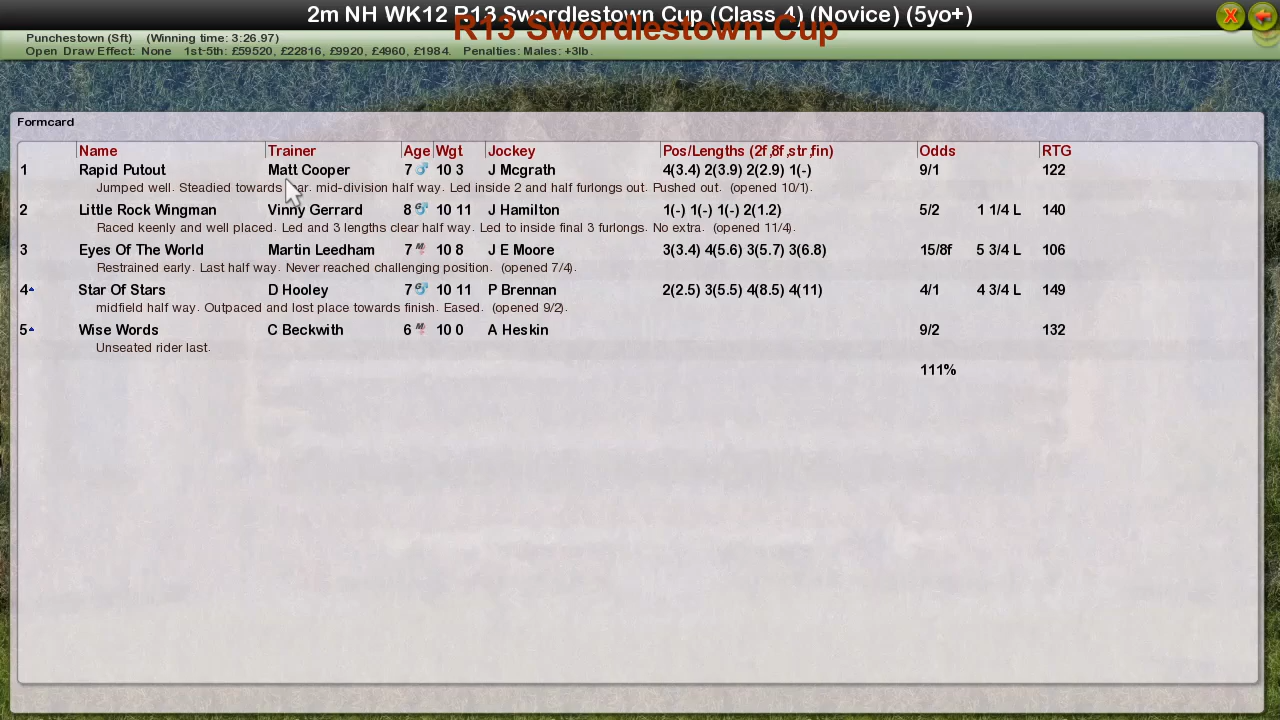 2m NH WK12 R13 Swordlestown Cup (Class 4) (Novice) (5yo+)
R13 Swordlestown Cup
Punchestown (Sft) (Winning time: 3:26.97)
Open Draw Effect: None 1st-5th: £59520, £22816, £9920, £4960, £1984. Penalties: Males: +3lb.
Formcard
Name Trainer Age Wgt Jockey Pos/Lengths (2f,8f,str,fin) Odds RTG
1 Rapid Putout Matt Cooper 7 10 3 J Mcgrath 4(3.4) 2(3.9) 2(2.9) 1(-) 9/1 122
Jumped well. Steadied towards mid-division half way. Led inside 2 and half furlongs out. Pushed out. (opened 10/1).
2 Little Rock Wingman Vinny Gerrard 8 10 11 J Hamilton 1(-) 1(-) 1(-) 2(1.2) 5/2 1 1/4 L 140
Raced keenly and well placed. Led and 3 lengths clear half way. Led to inside final 3 furlongs. No extra. (opened 11/4).
3 Eyes Of The World Martin Leedham 7 10 8 J E Moore 3(3.4) 4(5.6) 3(5.7) 3(6.8) 15/8f 5 3/4 L 106
Restrained early. Last half way. Never reached challenging position. (opened 7/4).
4 Star Of Stars D Hooley 7 10 11 P Brennan 2(2.5) 3(5.5) 4(8.5) 4(11) 4/1 4 3/4 L 149
midfield half way. Outpaced and lost place towards finish. Eased. (opened 9/2).
5 Wise Words C Beckwith 6 10 0 A Heskin 9/2 132
Unseated rider last.
111%